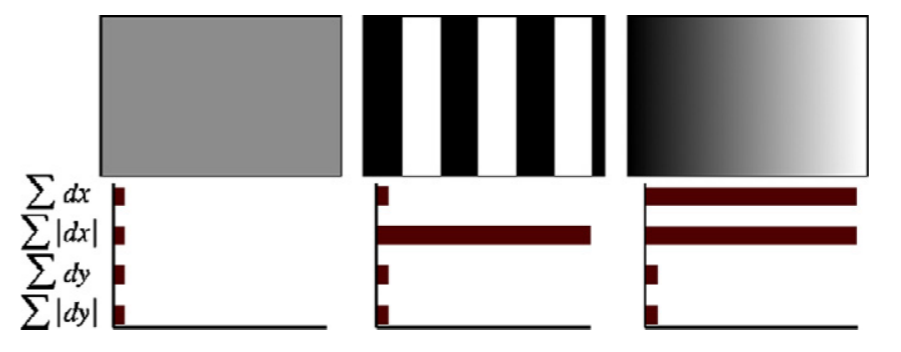 ∑ dx
∑|dx|
∑ dy
∑|dy|